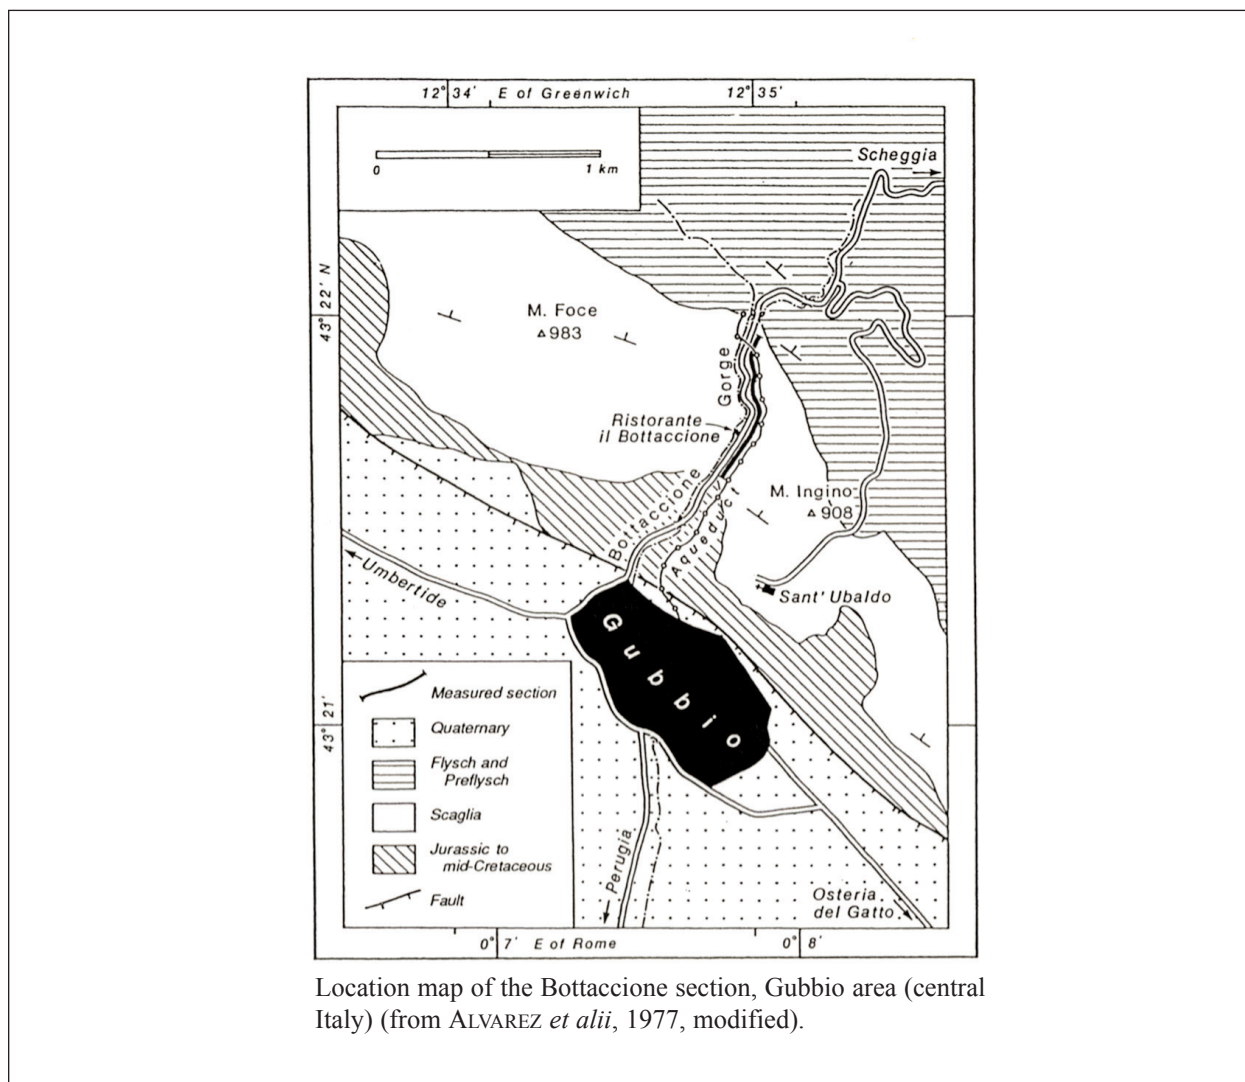 12° 34' E of Greenwich 12° 35'
Scheggia
0 1 km
43° 22' N
M. Foce
983
Gorge
Ristorante
il Bottaccione
Bottaccione
M. Ingino
908
Aqueduct
Umbertide
Sant' Ubaldo
Gubbio
43° 21'
Measured section
Quaternary
Flysch and
Preflysch
Scaglia
Jurassic to
mid-Cretaceous
Fault
Perugia
Osteria
del Gatto
0° 7' E of Rome 0° 8'
Location map of the Bottaccione section, Gubbio area (central
Italy) (from ALVAREZ et alii, 1977, modified).